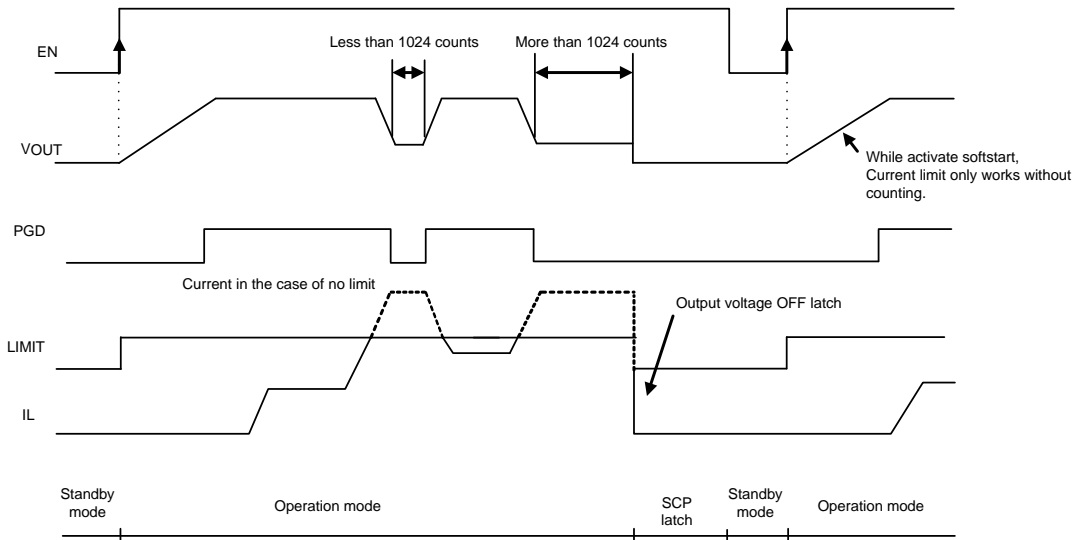 EN
Less than 1024 counts
More than 1024 counts
VOUT
While activate softstart,
Current limit only works without
counting.
PGD
Current in the case of no limit
Output voltage OFF latch
LIMIT
IL
Standby
mode
Operation mode
SCP
latch
Standby
mode
Operation mode